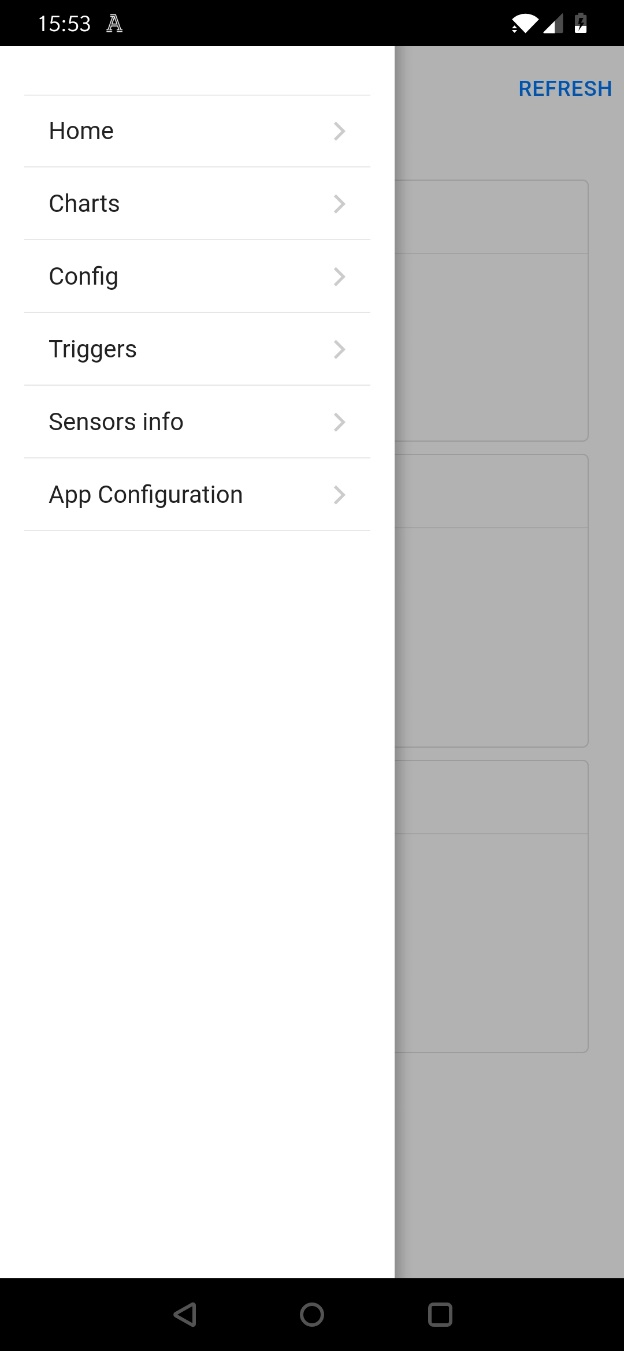 15:53
REFRESH
Home
Charts
Config
Triggers
Sensors info
App Configuration